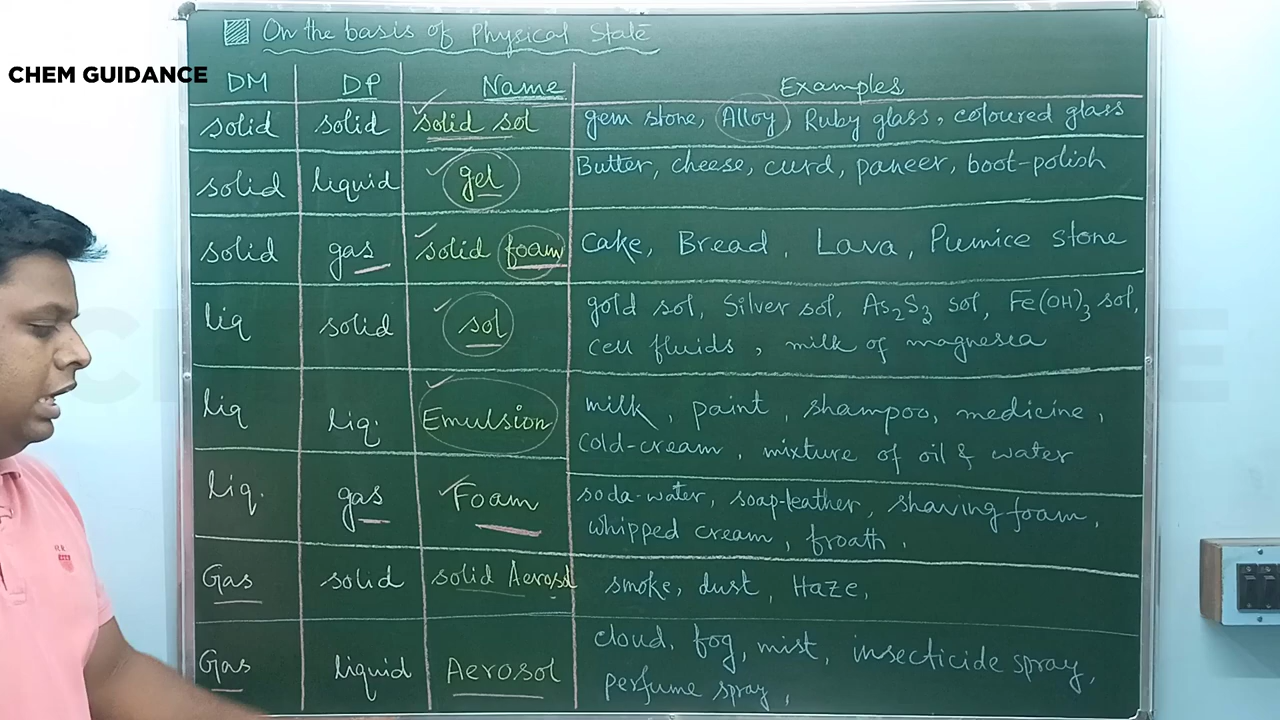 On the basis of Physical State
CHEM GUIDANCE
DM DP Name Examples
solid solid solid sol gem stone, Alloy, Ruby glass, coloured glass
solid liquid gel Butter, cheese, curd, paneer, boot-polish
solid gas solid foam Cake, Bread, Lava, Pumice stone
liq solid sol gold sol, Silver sol, As₂S₃ sol, Fe(OH)₃ sol,
cell fluids, milk of magnesia
liq liq. Emulsion milk, paint, shampoo, medicine,
cold-cream, mixture of oil & water
Liq. gas Foam soda-water, soap-leather, shaving foam,
whipped cream, froath.
Gas solid solid Aerosol smoke, dust, Haze,
Gas liquid Aerosol cloud, fog, mist, insecticide spray,
perfume spray,